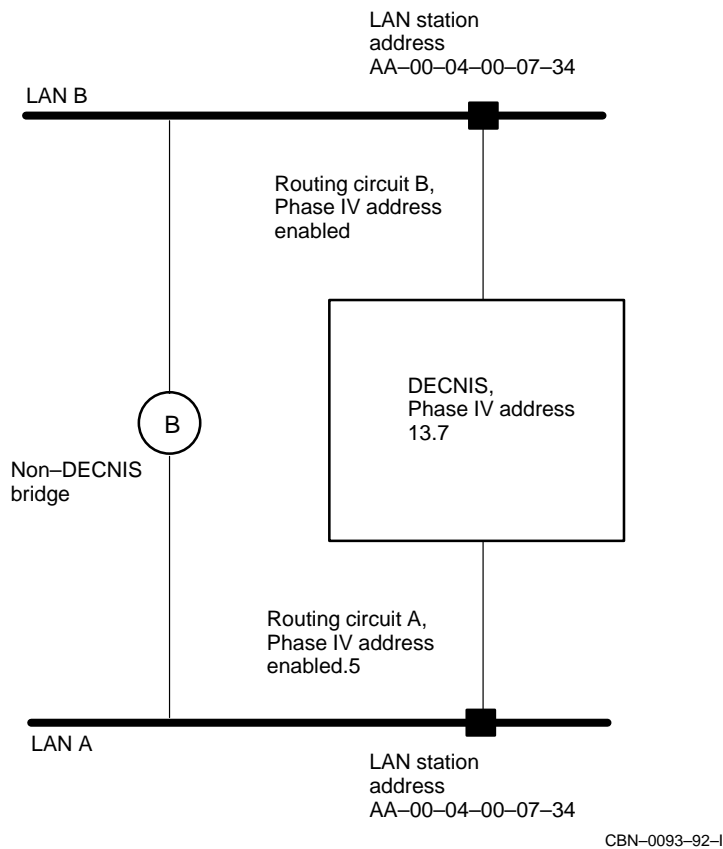 LAN station
address
AA–00–04–00–07–34
LAN B
Routing circuit B,
Phase IV address
enabled
DECNIS,
Phase IV address
13.7
B
Non–DECNIS
bridge
Routing circuit A,
Phase IV address
enabled.5
LAN A
LAN station
address
AA–00–04–00–07–34
CBN–0093–92–I